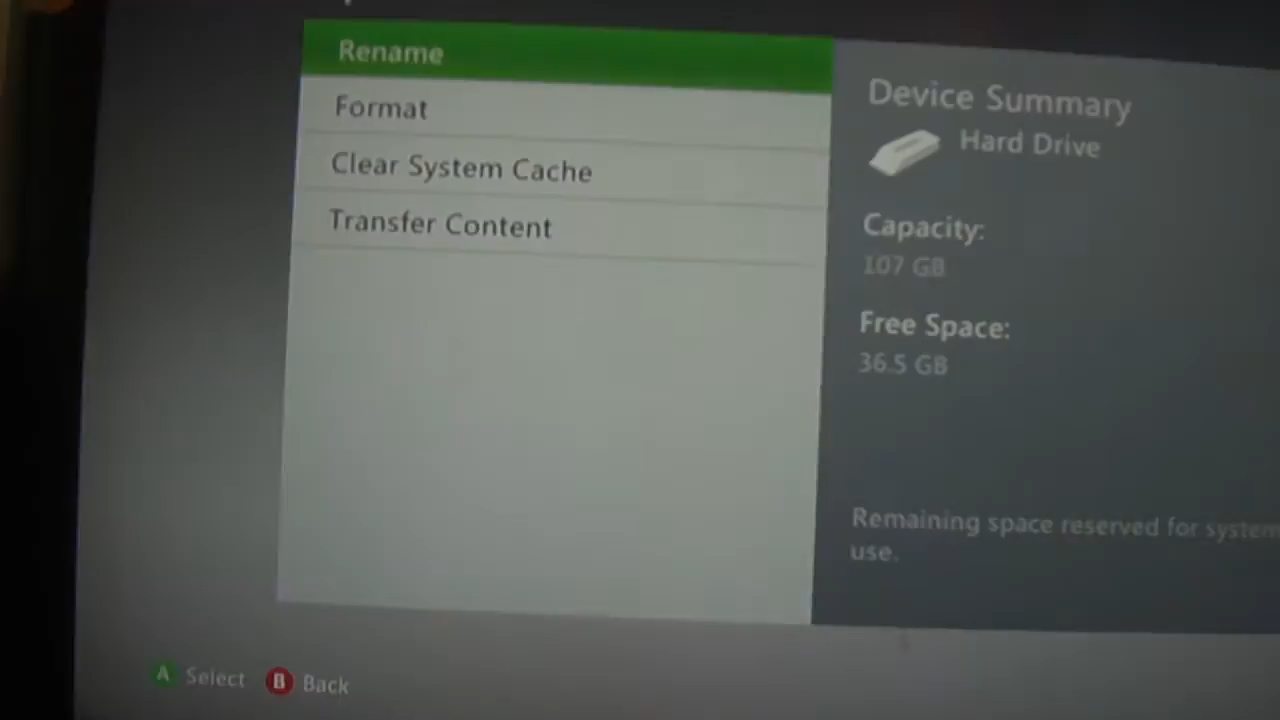 Rename
Format
Clear System Cache
Transfer Content
Device Summary
Hard Drive
Capacity:
107 GB
Free Space:
36.5 GB
Remaining space reserved for system
use.
A Select B Back